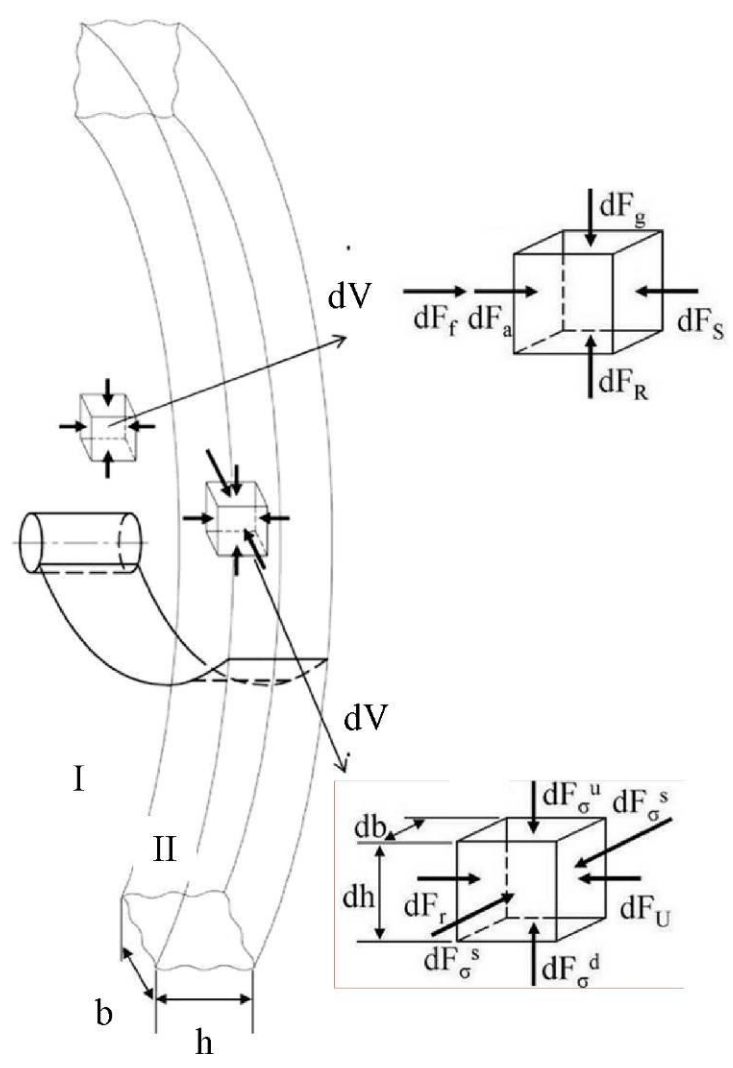 dF_g
dV
dF_f dF_a dF_S
dF_R
dV
I
dF_σ^u dF_σ^s
db
II
dh
dF_r dF_U
dF_σ^s
dF_σ^d
b
h